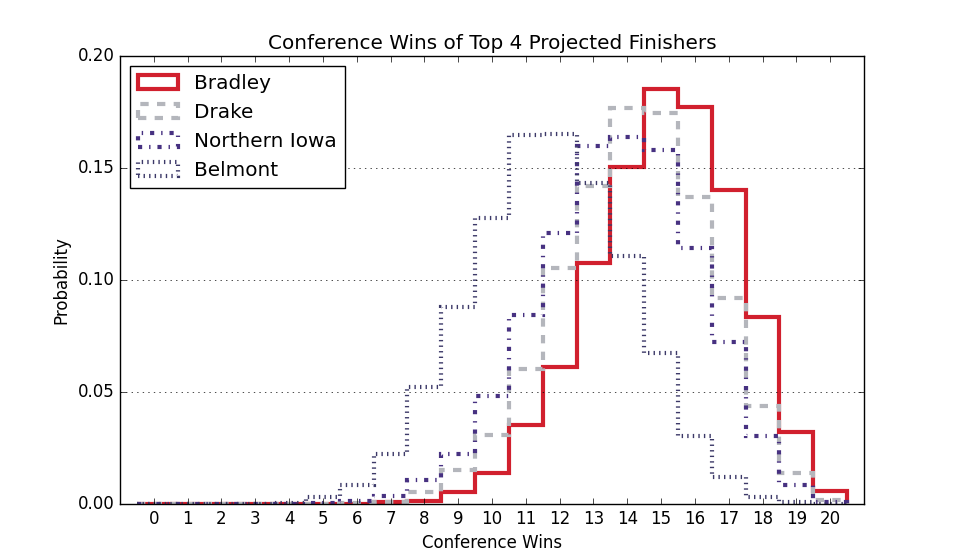 Conference Wins of Top 4 Projected Finishers
0.20
Bradley
Drake
Northern Iowa
Belmont
0.15
Probability
0.10
0.05
0.00
0 1 2 3 4 5 6 7 8 9 10 11 12 13 14 15 16 17 18 19 20
Conference Wins